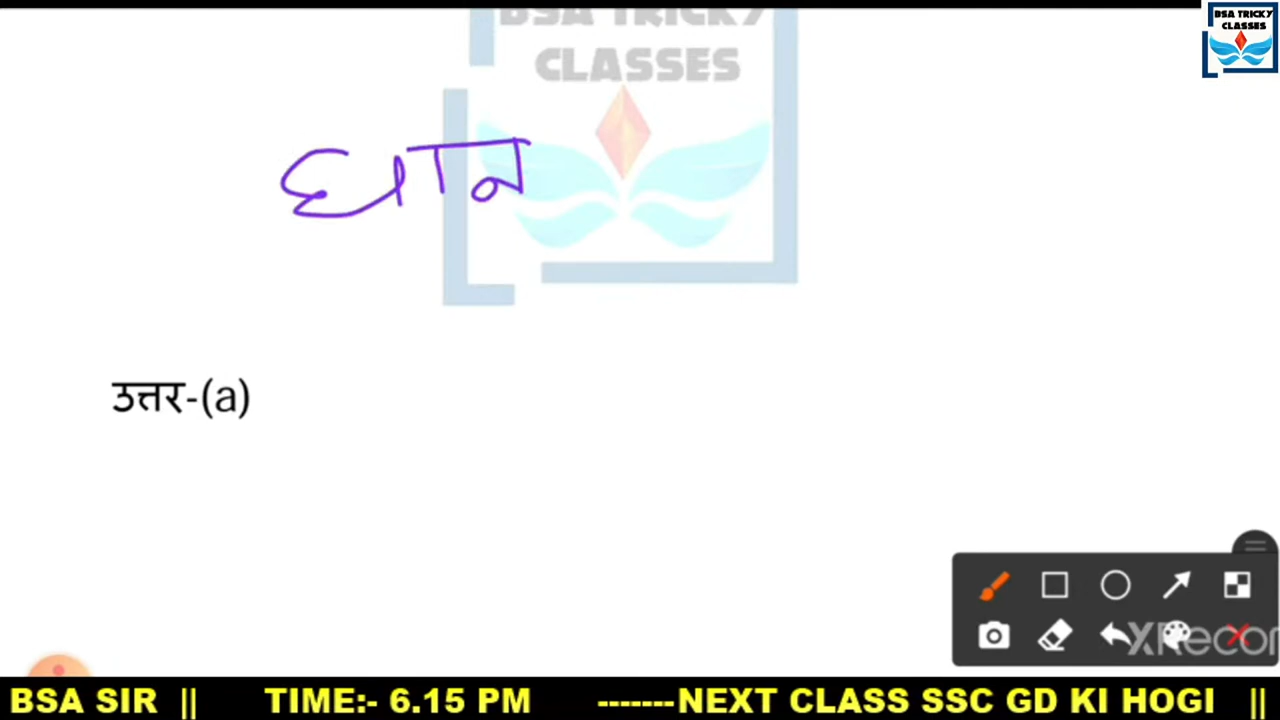 BSA TRICKY
CLASSES
BSA TRICKY
CLASSES
धान
उत्तर-(a)
XRecor
BSA SIR || TIME:- 6.15 PM -------NEXT CLASS SSC GD KI HOGI ||